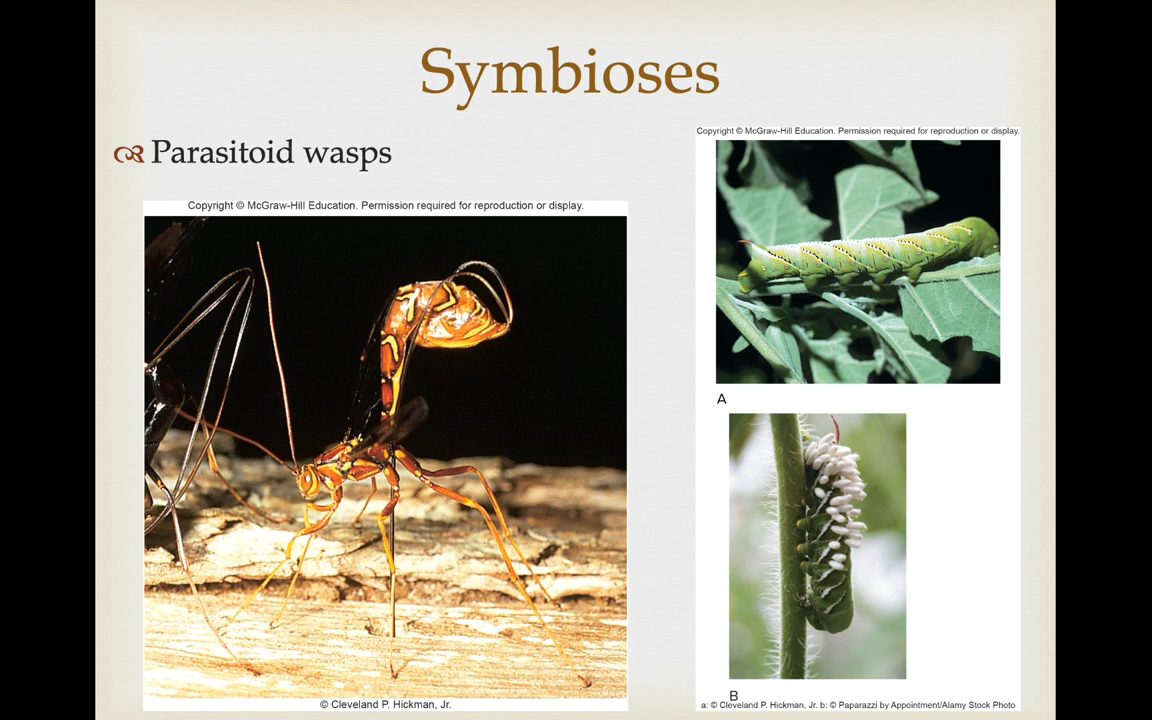 Symbioses
Parasitoid wasps
Copyright © McGraw-Hill Education. Permission required for reproduction or display.
© Cleveland P. Hickman, Jr.
Copyright © McGraw-Hill Education. Permission required for reproduction or display.
A
B
a: © Cleveland P. Hickman, Jr. b: © Paparazzi by Appointment/Alamy Stock Photo